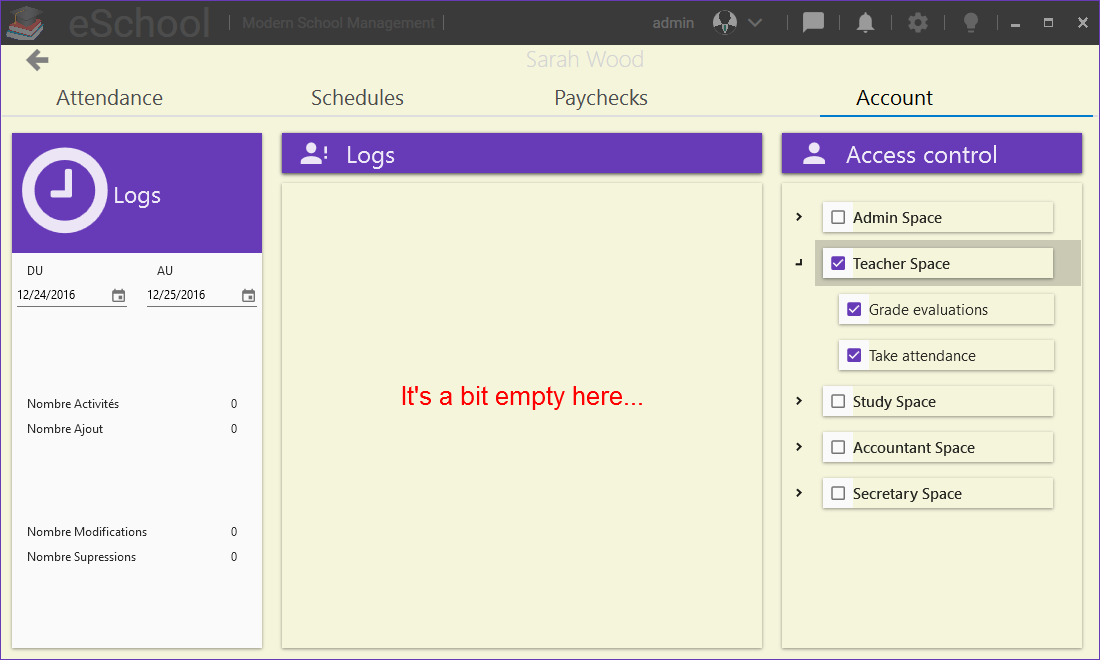 eSchool | Modern School Management | admin
Sarah Wood
Attendance Schedules Paychecks Account
Logs
DU AU
12/24/2016 12/25/2016
Nombre Activités 0
Nombre Ajout 0
Nombre Modifications 0
Nombre Supressions 0
Logs
It's a bit empty here...
Access control
Admin Space
Teacher Space
Grade evaluations
Take attendance
Study Space
Accountant Space
Secretary Space